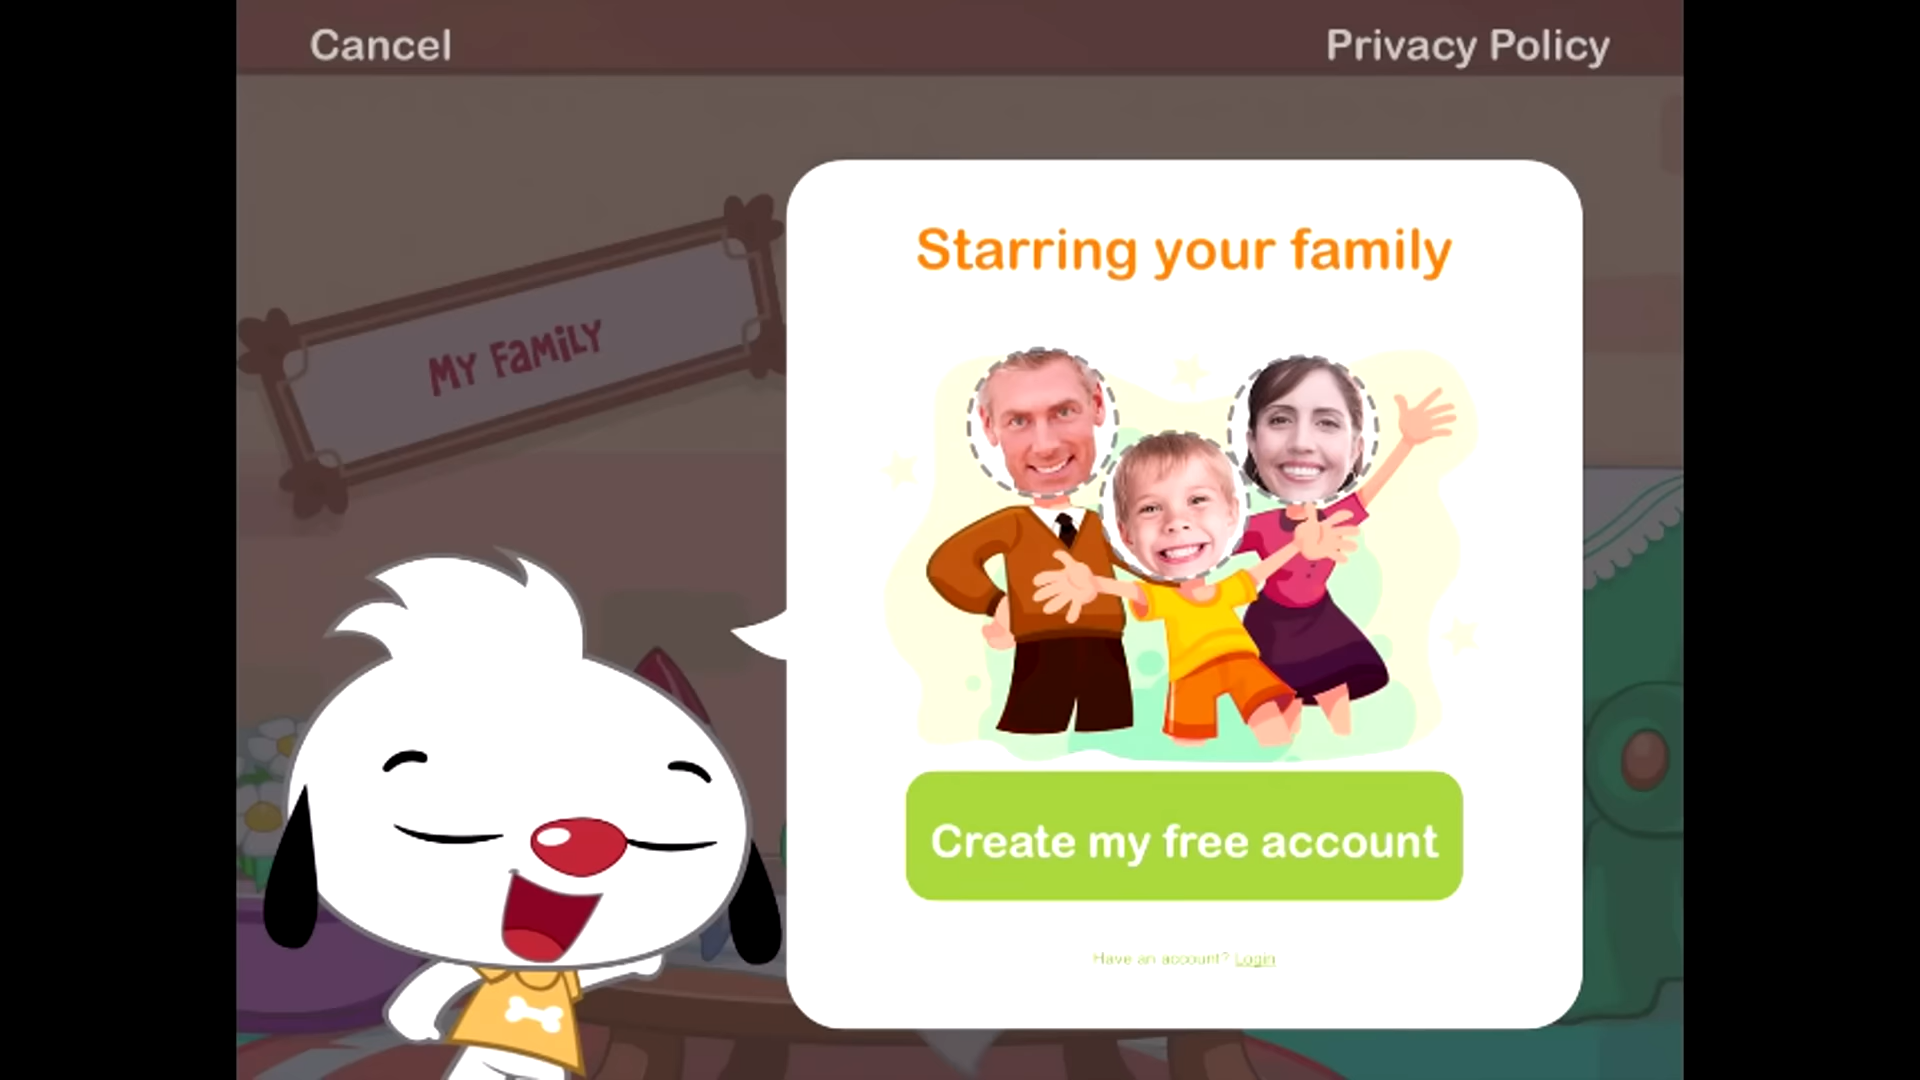 Cancel
Privacy Policy
MY FAMiLY
Starring your family
Create my free account
Have an account? Login